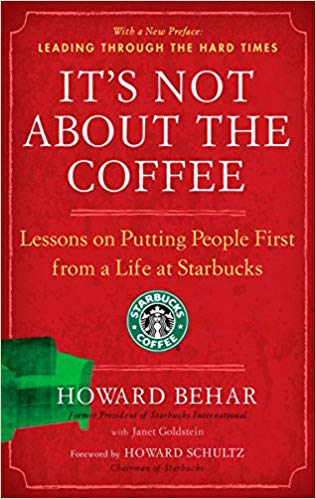 With a New Preface:
LEADING THROUGH THE HARD TIMES
IT'S NOT
ABOUT THE
COFFEE
Lessons on Putting People First
from a Life at Starbucks
STARBUCKS
COFFEE
HOWARD BEHAR
former President of Starbucks International
with Janet Goldstein
Foreword by HOWARD SCHULTZ
Chairman of Starbucks